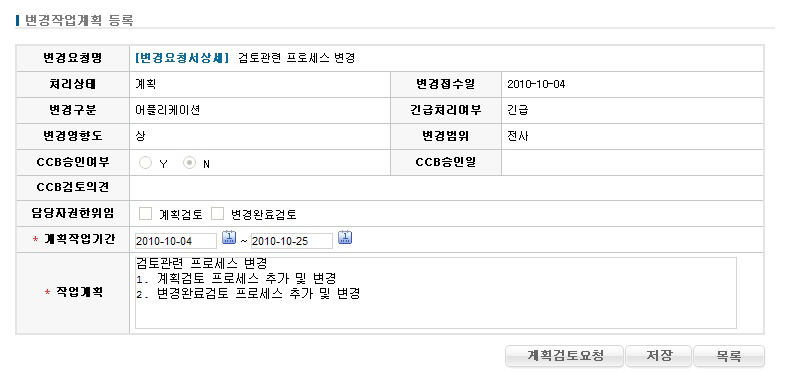 변경작업계획 등록
변경요청명 [변경요청서상세] 검토관련 프로세스 변경
처리상태 계획 변경접수일 2010-10-04
변경구분 어플리케이션 긴급처리여부 긴급
변경영향도 상 변경범위 전사
CCB승인여부 Y N CCB승인일
CCB검토의견
담당자권한위임 계획검토 변경완료검토
* 계획작업기간 2010-10-04 ~ 2010-10-25
* 작업계획
검토관련 프로세스 변경
1. 계획검토 프로세스 추가 및 변경
2. 변경완료검토 프로세스 추가 및 변경
계획검토요청 저장 목록